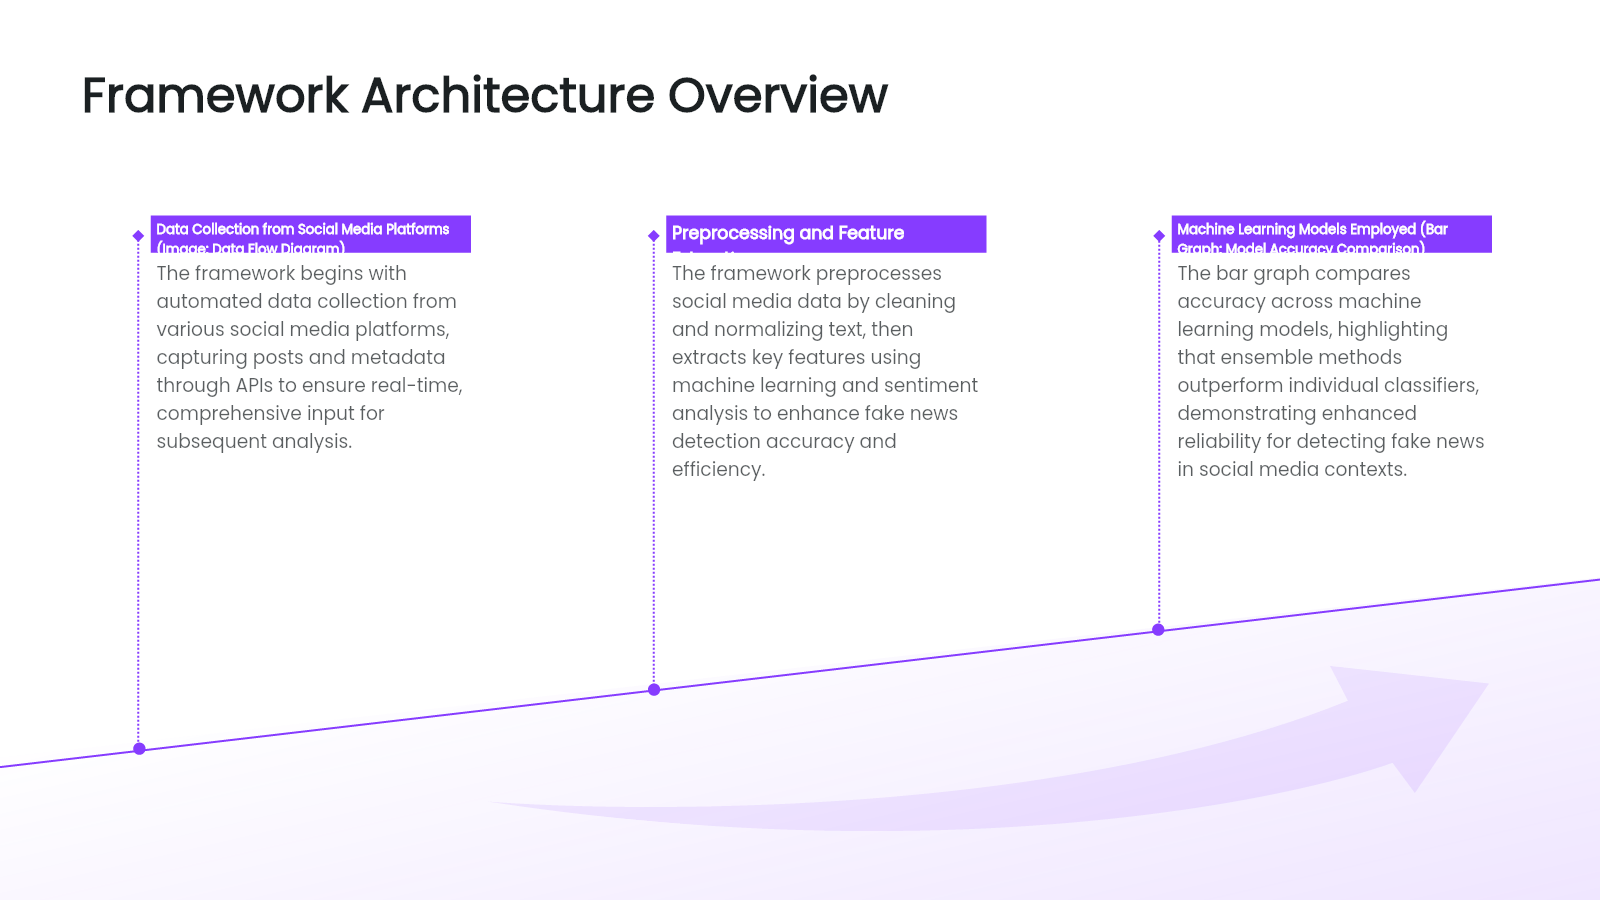 Framework Architecture Overview
Data Collection from Social Media Platforms
(Image: Data Flow Diagram)
The framework begins with
automated data collection from
various social media platforms,
capturing posts and metadata
through APIs to ensure real-time,
comprehensive input for
subsequent analysis.
Preprocessing and Feature
The framework preprocesses
social media data by cleaning
and normalizing text, then
extracts key features using
machine learning and sentiment
analysis to enhance fake news
detection accuracy and
efficiency.
Machine Learning Models Employed (Bar
Graph: Model Accuracy Comparison)
The bar graph compares
accuracy across machine
learning models, highlighting
that ensemble methods
outperform individual classifiers,
demonstrating enhanced
reliability for detecting fake news
in social media contexts.